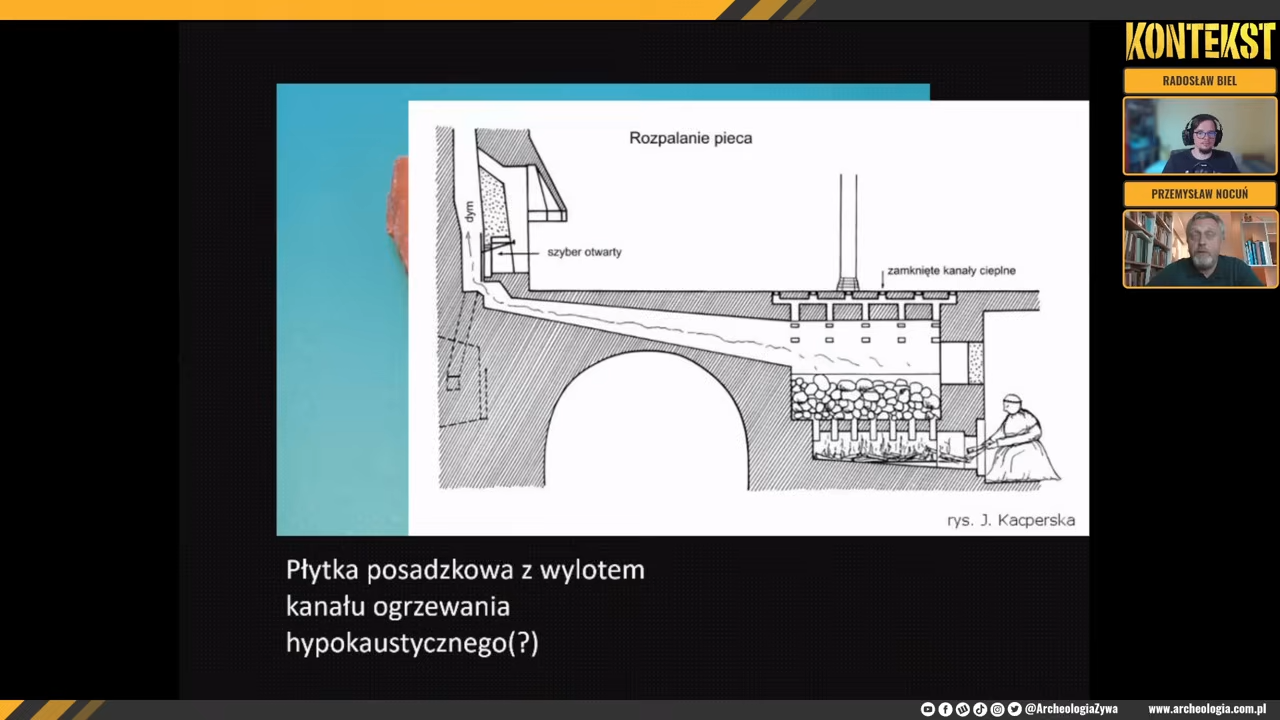 KONTEKST
RADOSŁAW BIEL
PRZEMYSŁAW NOCUŃ
Rozpalanie pieca
dym
szyber otwarty
zamknięte kanały cieplne
rys. J. Kacperska
Płytka posadzkowa z wylotem
kanału ogrzewania
hypokaustycznego(?)
@ArcheologiaZywa www.archeologia.com.pl